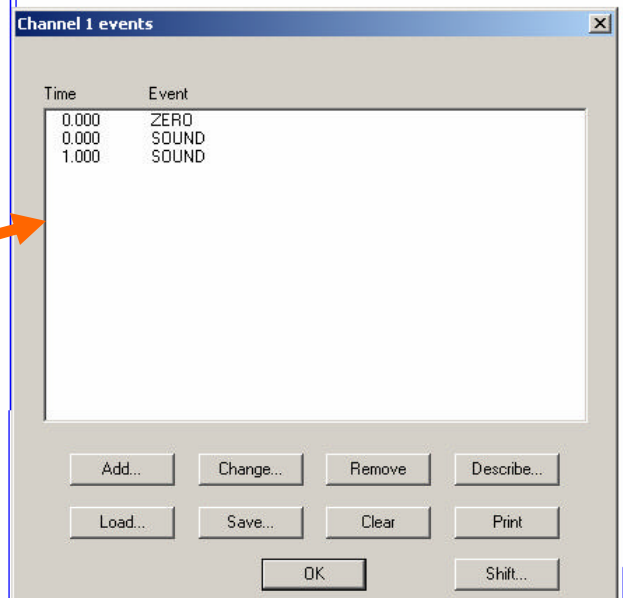 Channel 1 events
Time Event
0.000 ZERO
0.000 SOUND
1.000 SOUND
Add... Change... Remove Describe...
Load... Save... Clear Print
OK Shift...